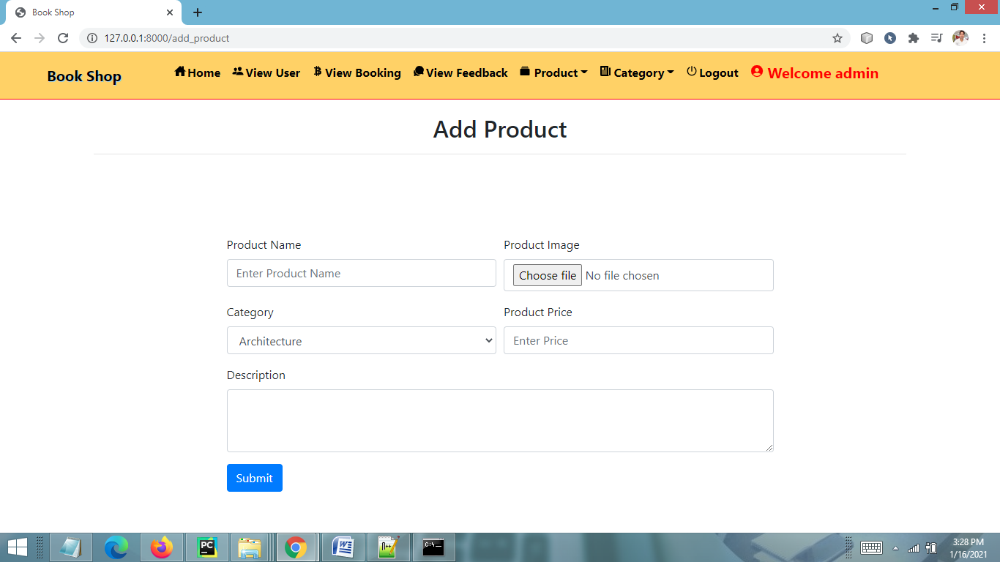 Book Shop
127.0.0.1:8000/add_product
Book Shop Home View User View Booking View Feedback Product Category Logout Welcome admin
Add Product
Product Name Product Image
Enter Product Name Choose file No file chosen
Category Product Price
Architecture Enter Price
Description
Submit
PC W C:\
3:28 PM
1/16/2021